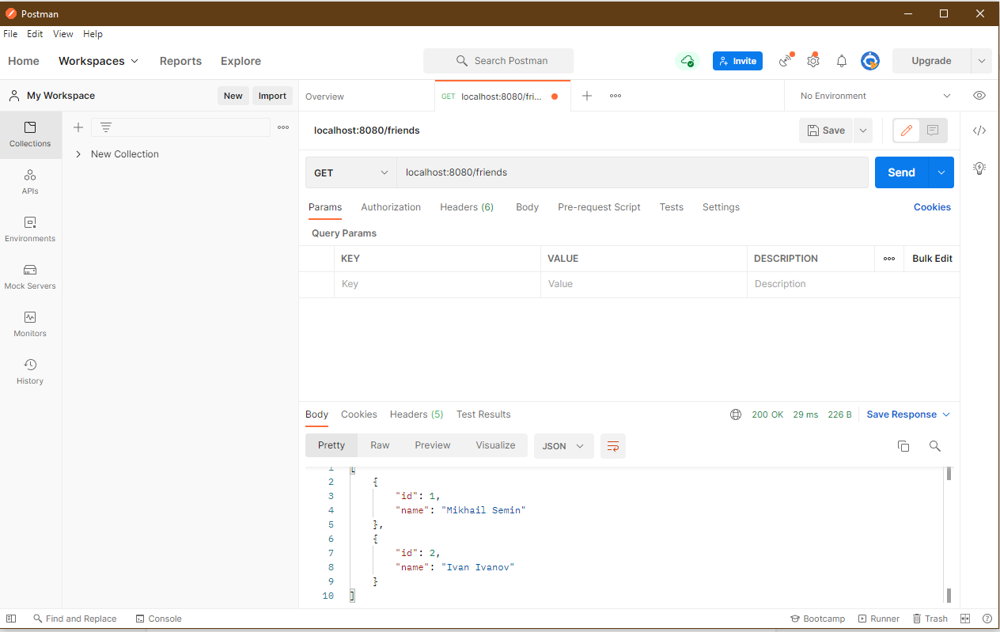 Postman
File Edit View Help
Home Workspaces Reports Explore Search Postman Invite Upgrade
My Workspace New Import Overview GET localhost:8080/fri... No Environment
Collections
New Collection
APIs
Environments
Mock Servers
Monitors
History
localhost:8080/friends Save
GET localhost:8080/friends Send
Params Authorization Headers (6) Body Pre-request Script Tests Settings Cookies
Query Params
KEY VALUE DESCRIPTION Bulk Edit
Key Value Description
Body Cookies Headers (5) Test Results 200 OK 29 ms 226 B Save Response
Pretty Raw Preview Visualize JSON
1 [
2 {
3 "id": 1,
4 "name": "Mikhail Semin"
5 },
6 {
7 "id": 2,
8 "name": "Ivan Ivanov"
9 }
10 ]
Find and Replace Console Bootcamp Runner Trash